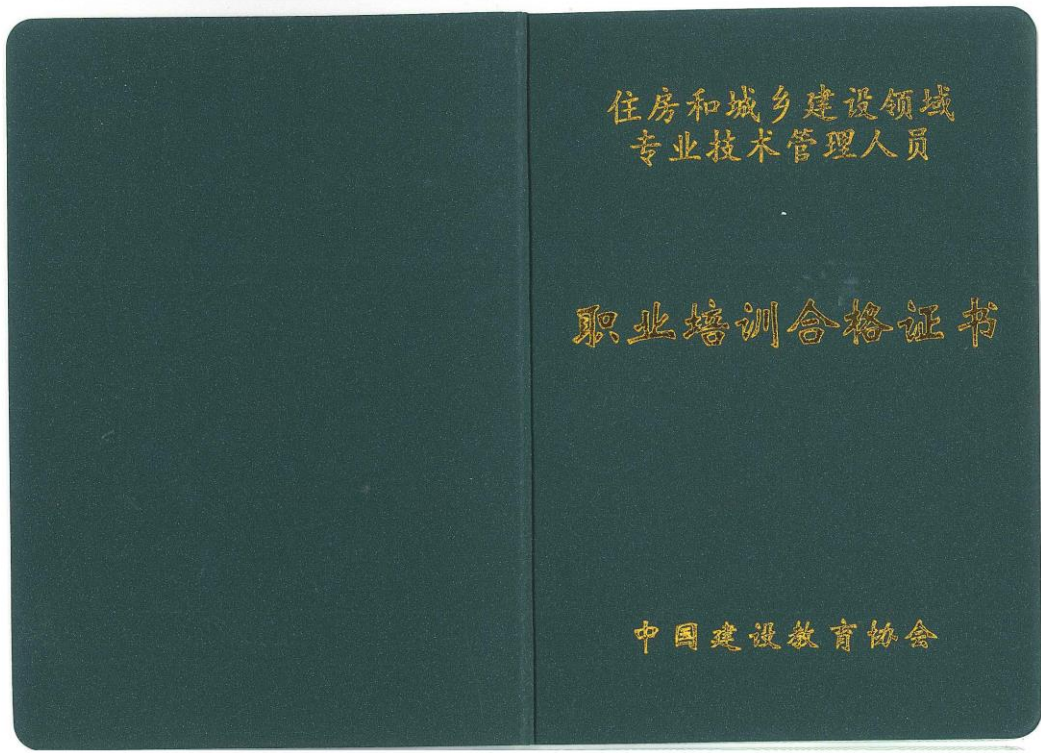 住房和城乡建设领域
专业技术管理人员
职业培训合格证书
中国建设教育协会